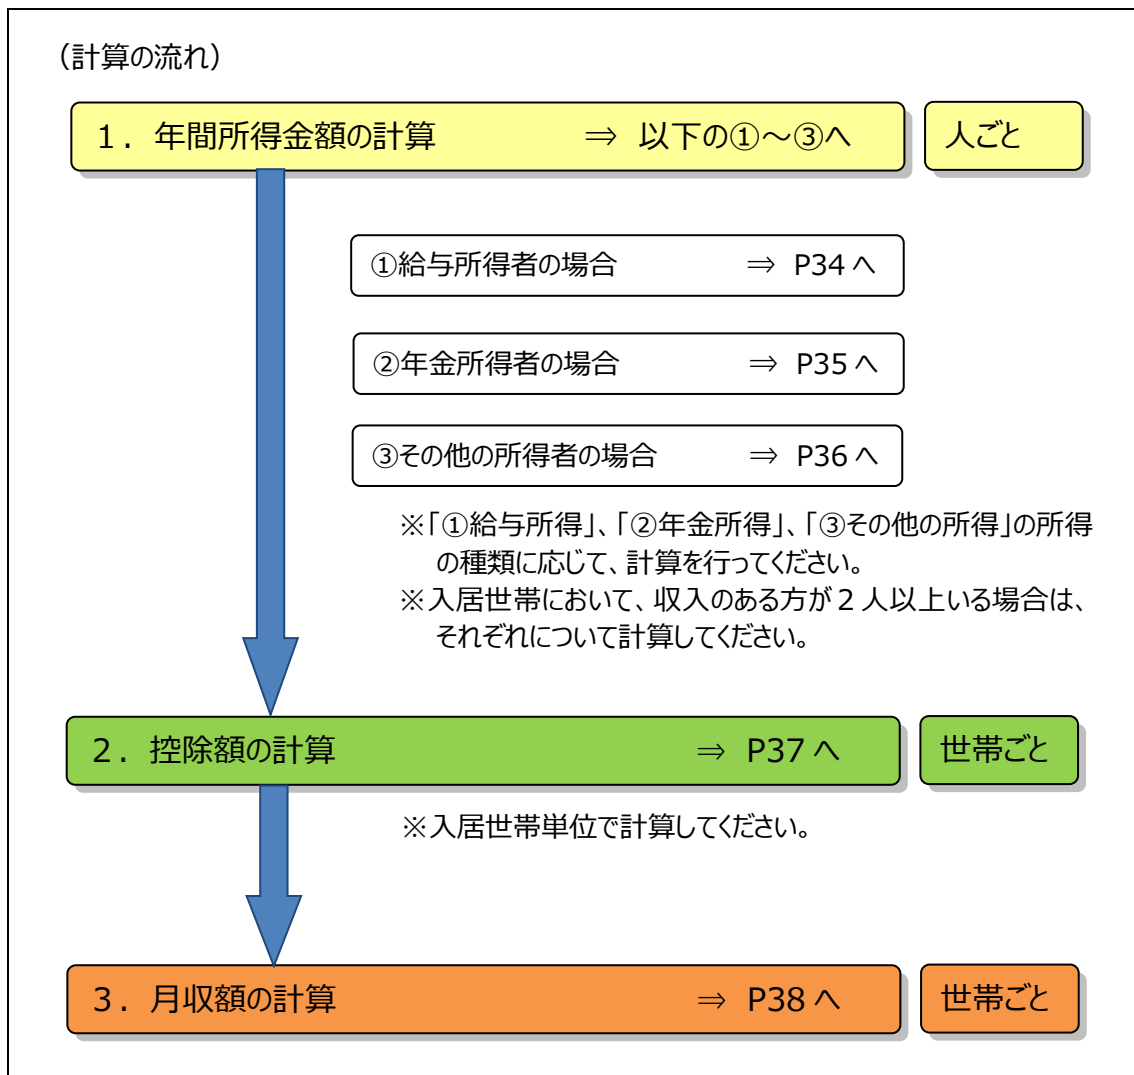 （計算の流れ）
１．年間所得金額の計算 ⇒ 以下の①～③へ 人ごと
①給与所得者の場合 ⇒ P34 へ
②年金所得者の場合 ⇒ P35 へ
③その他の所得者の場合 ⇒ P36 へ
※「①給与所得」、「②年金所得」、「③その他の所得」の所得
の種類に応じて、計算を行ってください。
※入居世帯において、収入のある方が２人以上いる場合は、
それぞれについて計算してください。
２．控除額の計算 ⇒ P37 へ 世帯ごと
※入居世帯単位で計算してください。
３．月収額の計算 ⇒ P38 へ 世帯ごと